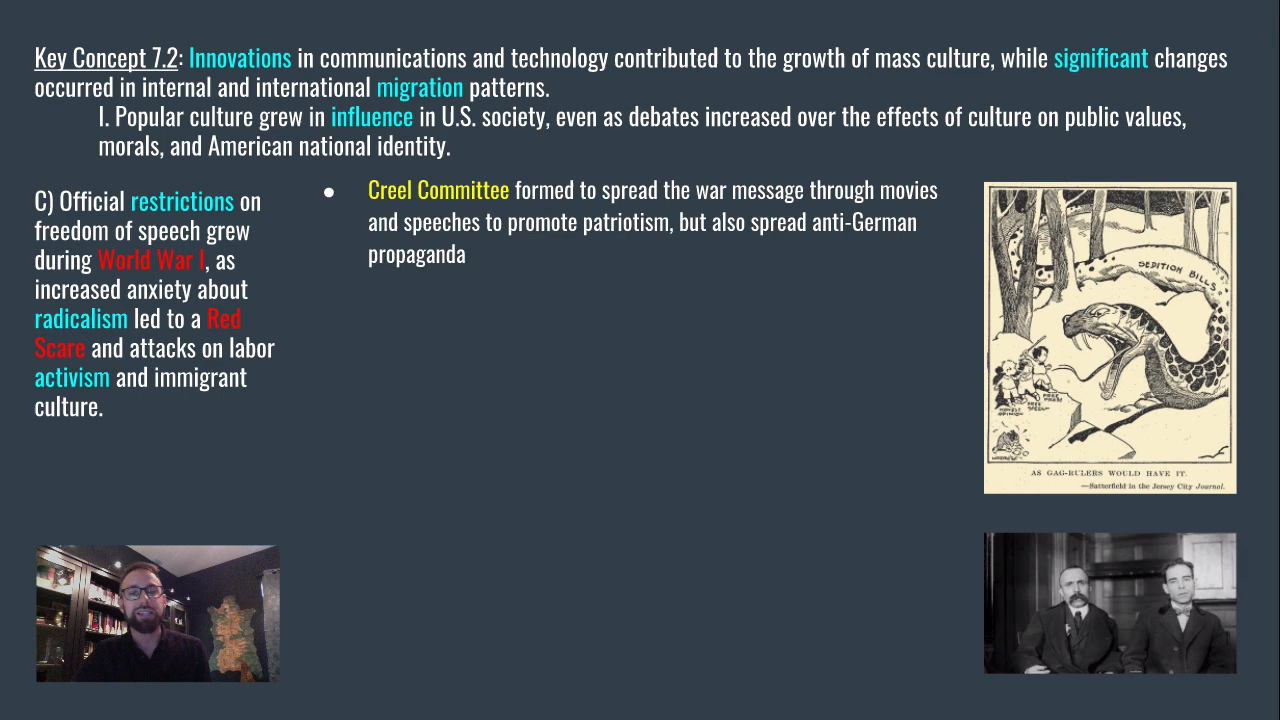 Key Concept 7.2: Innovations in communications and technology contributed to the growth of mass culture, while significant changes
occurred in internal and international migration patterns.
I. Popular culture grew in influence in U.S. society, even as debates increased over the effects of culture on public values,
morals, and American national identity.
C) Official restrictions on
freedom of speech grew
during World War I, as
increased anxiety about
radicalism led to a Red
Scare and attacks on labor
activism and immigrant
culture.
● Creel Committee formed to spread the war message through movies
and speeches to promote patriotism, but also spread anti-German
propaganda
SEDITION BILLS
HONEST OPINION
FREE SPEECH
FREE PRESS
AS GAG-RULERS WOULD HAVE IT.
—Satterfield in the Jersey City Journal.